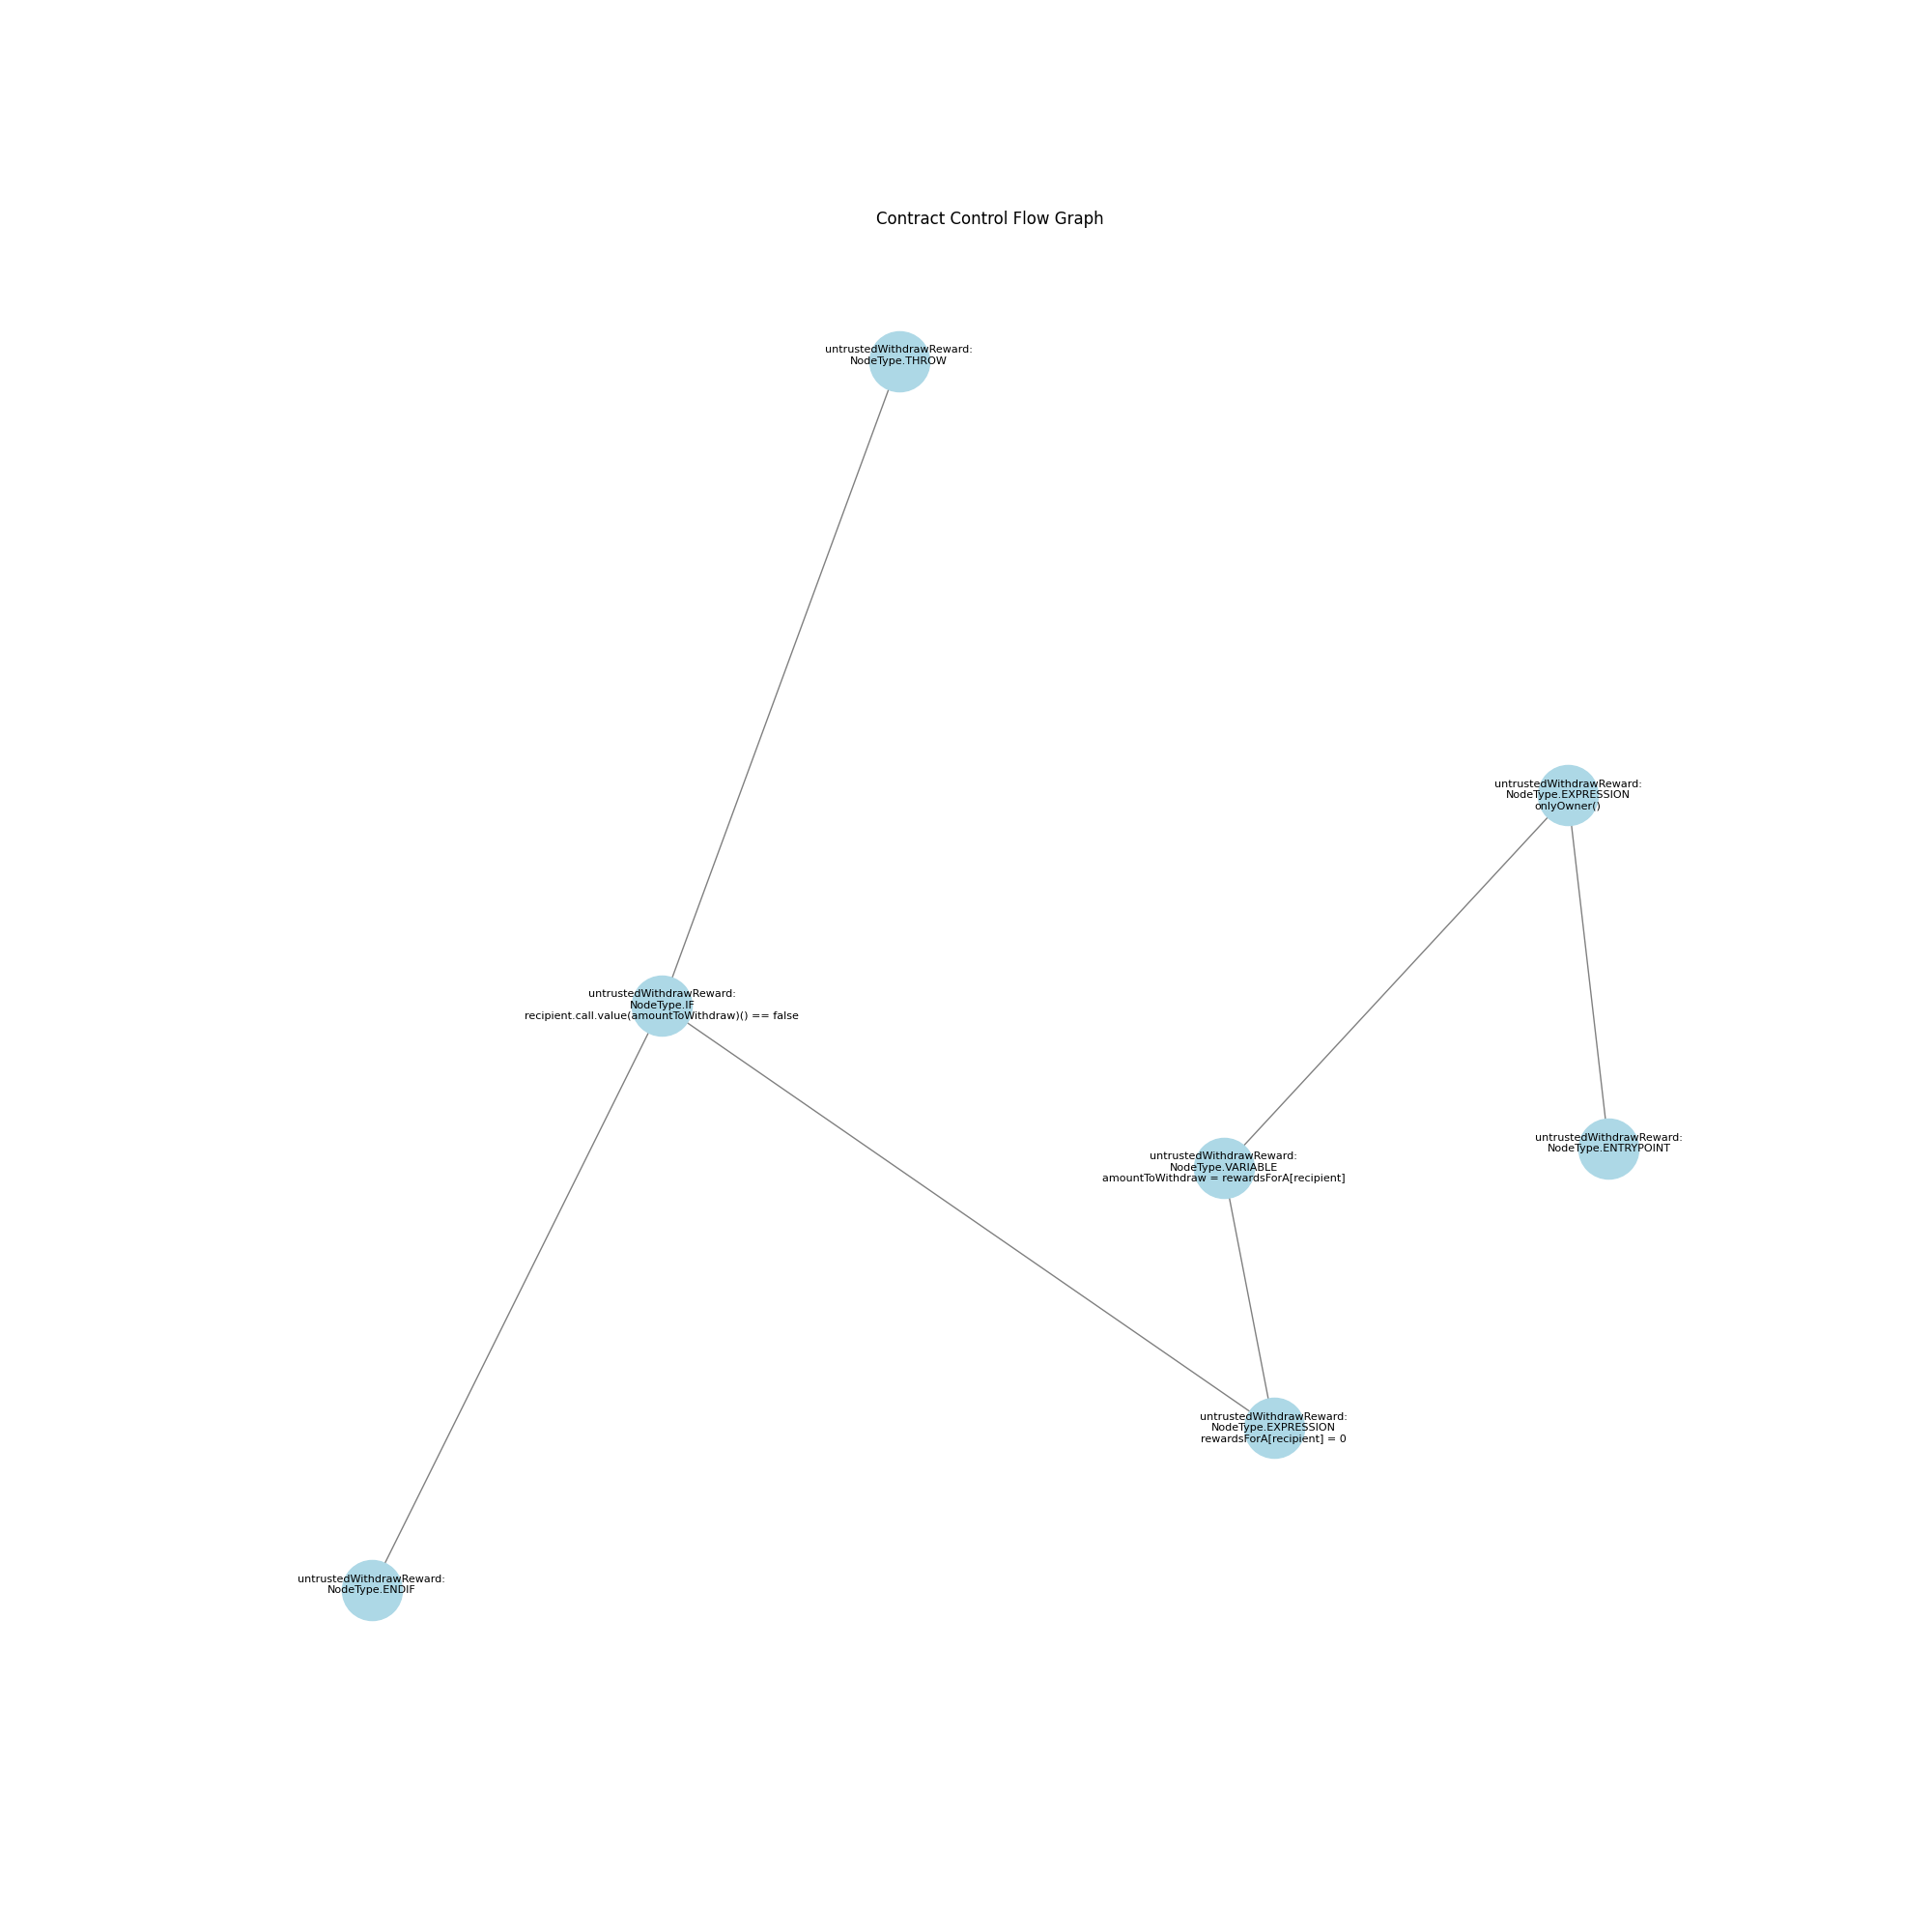 Contract Control Flow Graph
untrustedWithdrawReward:
NodeType.THROW
untrustedWithdrawReward:
NodeType.EXPRESSION
onlyOwner()
untrustedWithdrawReward:
NodeType.IF
recipient.call.value(amountToWithdraw)() == false
untrustedWithdrawReward:
NodeType.ENTRYPOINT
untrustedWithdrawReward:
NodeType.VARIABLE
amountToWithdraw = rewardsForA[recipient]
untrustedWithdrawReward:
NodeType.EXPRESSION
rewardsForA[recipient] = 0
untrustedWithdrawReward:
NodeType.ENDIF